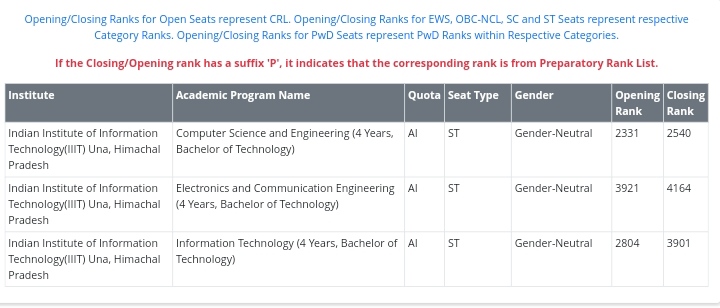 Opening/Closing Ranks for Open Seats represent CRL. Opening/Closing Ranks for EWS, OBC-NCL, SC and ST Seats represent respective
Category Ranks. Opening/Closing Ranks for PwD Seats represent PwD Ranks within Respective Categories.
If the Closing/Opening rank has a suffix 'P', it indicates that the corresponding rank is from Preparatory Rank List.
Institute Academic Program Name Quota Seat Type Gender Opening Closing
Rank Rank
Indian Institute of Information Computer Science and Engineering (4 Years, AI ST Gender-Neutral 2331 2540
Technology(IIIT) Una, Himachal Bachelor of Technology)
Pradesh
Indian Institute of Information Electronics and Communication Engineering AI ST Gender-Neutral 3921 4164
Technology(IIIT) Una, Himachal (4 Years, Bachelor of Technology)
Pradesh
Indian Institute of Information Information Technology (4 Years, Bachelor of AI ST Gender-Neutral 2804 3901
Technology(IIIT) Una, Himachal Technology)
Pradesh